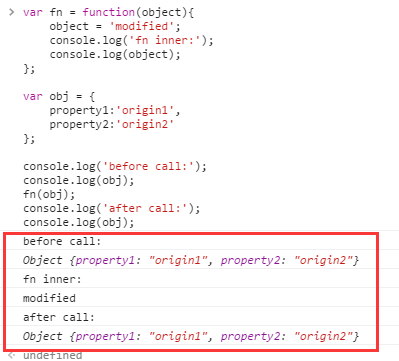 > var fn = function(object){
object = 'modified';
console.log('fn inner:');
console.log(object);
};
var obj = {
property1:'origin1',
property2:'origin2'
};
console.log('before call:');
console.log(obj);
fn(obj);
console.log('after call:');
console.log(obj);
before call:
Object {property1: "origin1", property2: "origin2"}
fn inner:
modified
after call:
Object {property1: "origin1", property2: "origin2"}
undefined